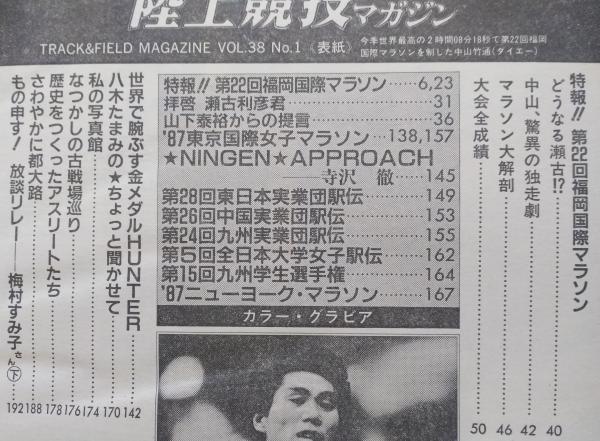 陸上競技マガジン
TRACK&FIELD MAGAZINE VOL.38 No.1〈表紙〉
今季世界最高の2時間08分18秒で第22回福岡
国際マラソンを制した中山竹通(ダイエー)
特報!! 第22回福岡国際マラソン
どうなる瀬古!? 40
中山、驚異の独走劇 42
マラソン大解剖 46
大会全成績 50
特報!! 第22回福岡国際マラソン……6,23
拝啓 瀬古利彦君……31
山下泰裕からの提言……36
'87東京国際女子マラソン……138,157
★NINGEN★APPROACH
——寺沢 徹……145
第28回東日本実業団駅伝……149
第26回中国実業団駅伝……153
第24回九州実業団駅伝……155
第5回全日本大学女子駅伝……162
第15回九州学生選手権……164
'87ニューヨーク・マラソン……167
カラー・グラビア
世界で腕ぶす金メダルHUNTER 142
八木たまみの★ちょっと聞かせて 170
私の写真館 174
なつかしの古戦場巡り 176
歴史をつくったアスリートたち 178
さわやかに都大路 188
もの申す! 放談リレー——梅村すみ子さん㊦ 192